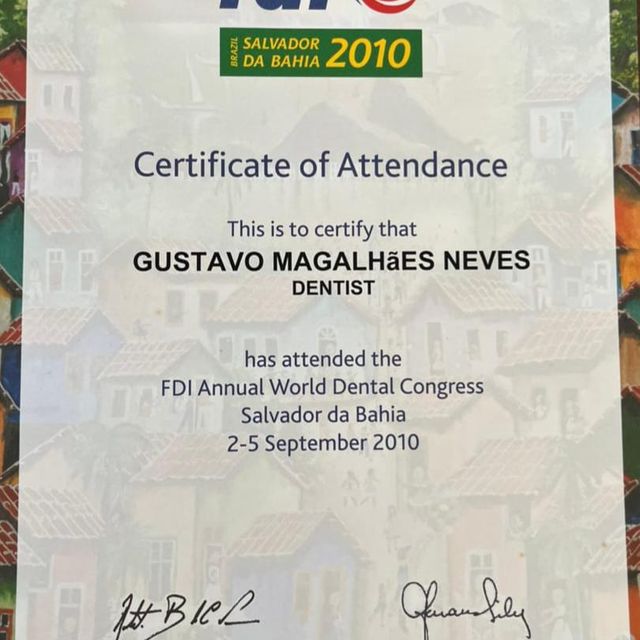 fdi
BRAZIL
SALVADOR
DA BAHIA 2010
Certificate of Attendance
This is to certify that
GUSTAVO MAGALHãES NEVES
DENTIST
has attended the
FDI Annual World Dental Congress
Salvador da Bahia
2-5 September 2010